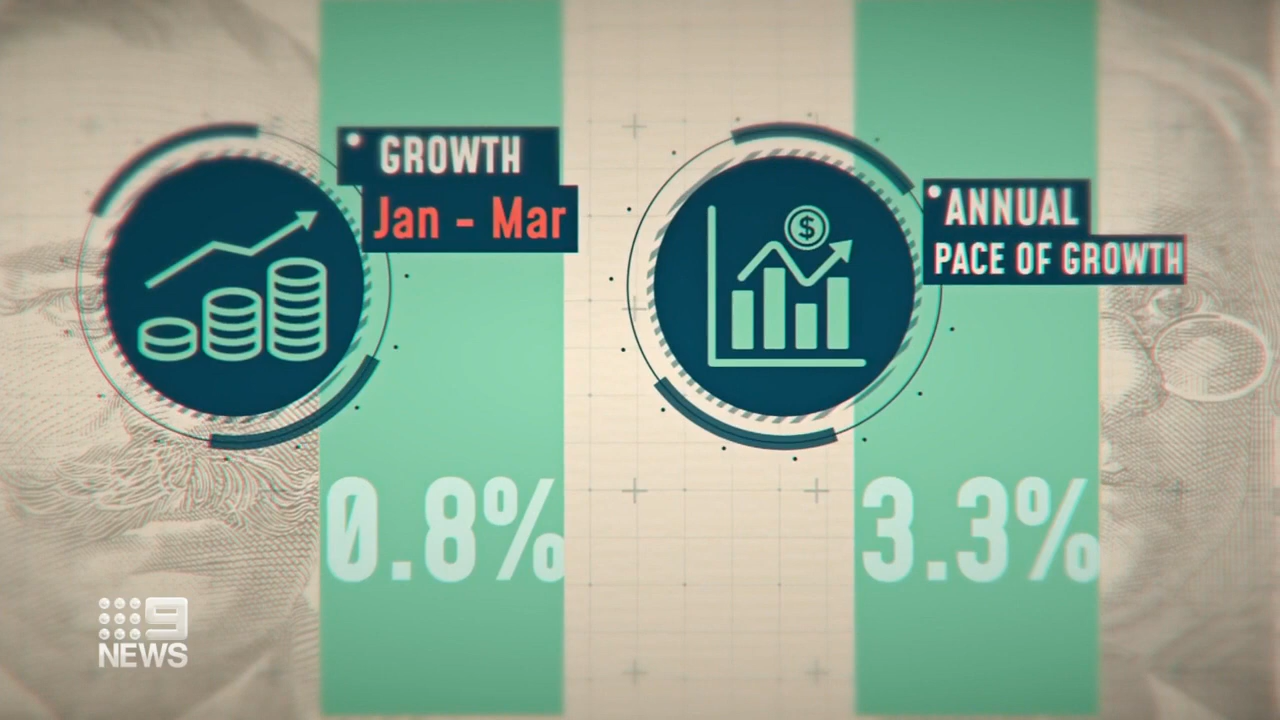 GROWTH
Jan - Mar
ANNUAL
PACE OF GROWTH
$
0.8%
3.3%
9
NEWS